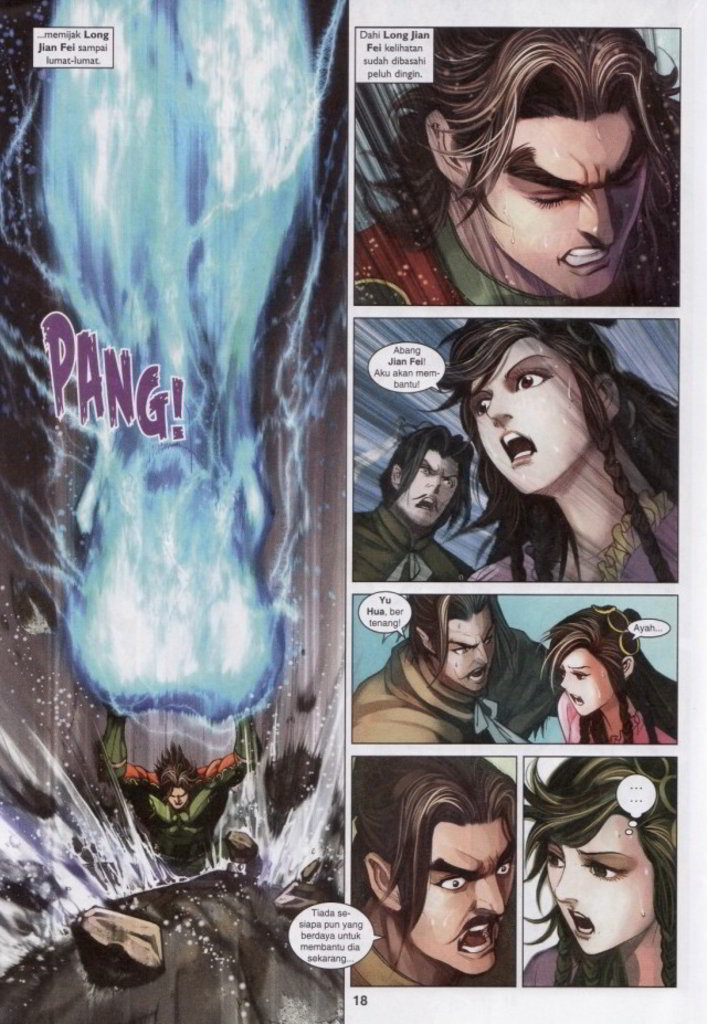 ...memijak Long
Jian Fei sampai
lumat-lumat.
PANG!
Dahi Long Jian
Fei kelihatan
sudah dibasahi
peluh dingin.
Abang
Jian Fei!
Aku akan mem-
bantu!
Yu
Hua, ber
tenang!
Ayah...
Tiada se-
siapa pun yang
berdaya untuk
membantu dia
sekarang...
...
...
18